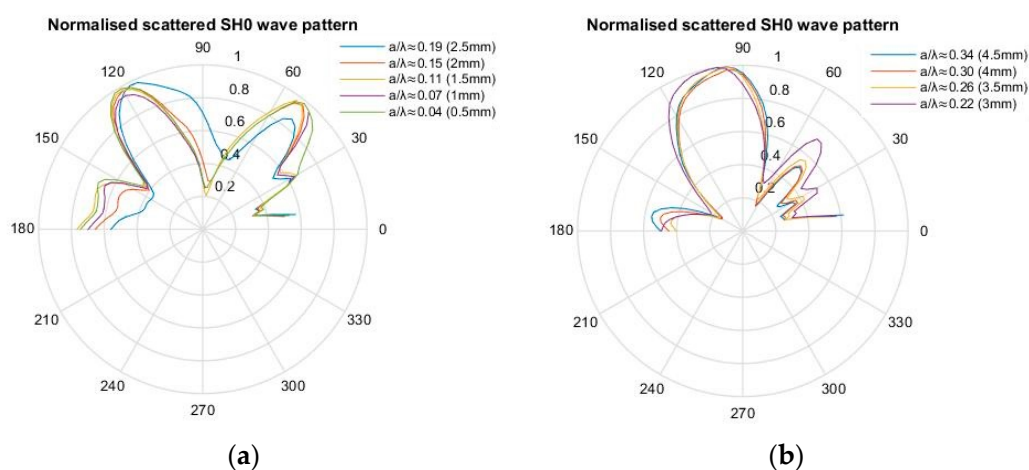 Normalised scattered SH0 wave pattern
90
120
60
1
0.8
0.6
0.4
0.2
150
30
180
0
210
330
240
300
270
a/λ≈0.19 (2.5mm)
a/λ≈0.15 (2mm)
a/λ≈0.11 (1.5mm)
a/λ≈0.07 (1mm)
a/λ≈0.04 (0.5mm)
(a)
Normalised scattered SH0 wave pattern
90
120
60
1
0.8
0.6
0.4
0.2
150
30
180
0
210
330
240
300
270
a/λ≈0.34 (4.5mm)
a/λ≈0.30 (4mm)
a/λ≈0.26 (3.5mm)
a/λ≈0.22 (3mm)
(b)